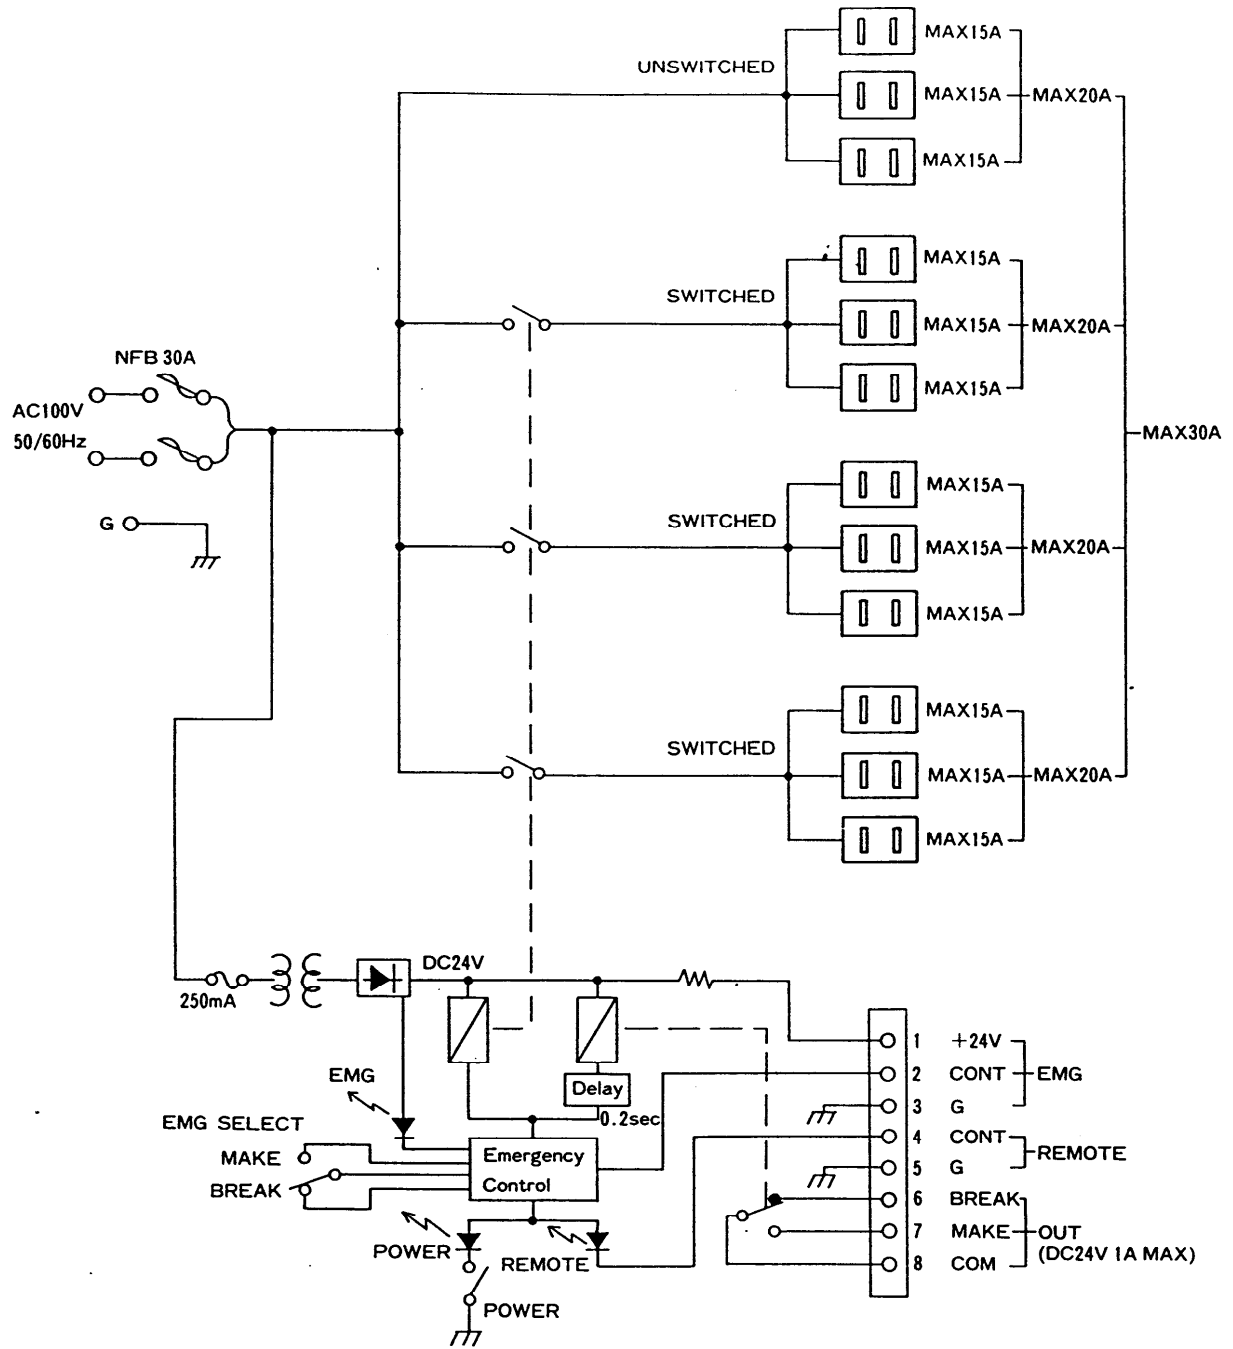 UNSWITCHED
MAX15A
MAX15A
MAX20A
MAX15A
SWITCHED
MAX15A
MAX15A
MAX20A
MAX15A
NFB 30A
AC100V
50/60Hz
MAX30A
G
SWITCHED
MAX15A
MAX15A
MAX20A
MAX15A
SWITCHED
MAX15A
MAX15A
MAX20A
MAX15A
250mA
DC24V
Delay
0.2sec
EMG
EMG SELECT
MAKE
BREAK
Emergency
Control
POWER
REMOTE
POWER
1 +24V
2 CONT EMG
3 G
4 CONT
5 G
REMOTE
6 BREAK
7 MAKE OUT
(DC24V 1A MAX)
8 COM